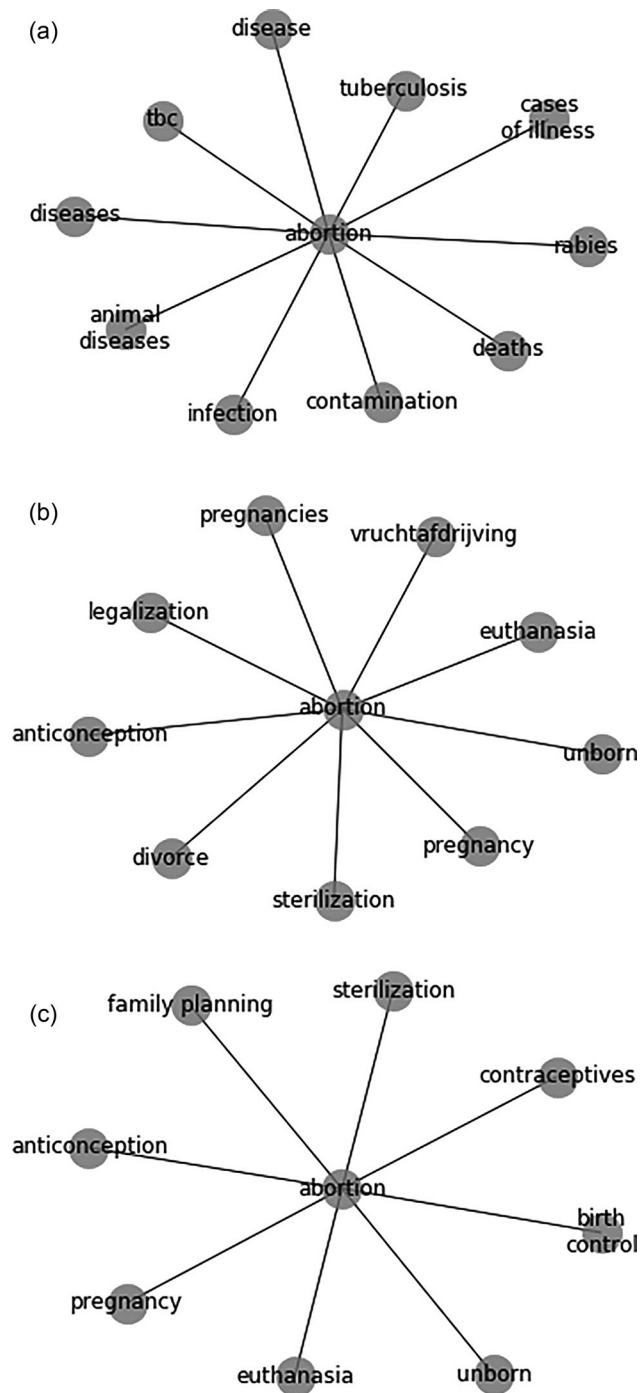 (a)
disease
tuberculosis
cases
of illness
tbc
diseases
abortion
rabies
animal
diseases
deaths
infection
contamination
(b)
pregnancies
vruchtafdrijving
legalization
euthanasia
abortion
anticonception
unborn
divorce
pregnancy
sterilization
(c)
family planning
sterilization
contraceptives
anticonception
abortion
birth
control
pregnancy
euthanasia
unborn